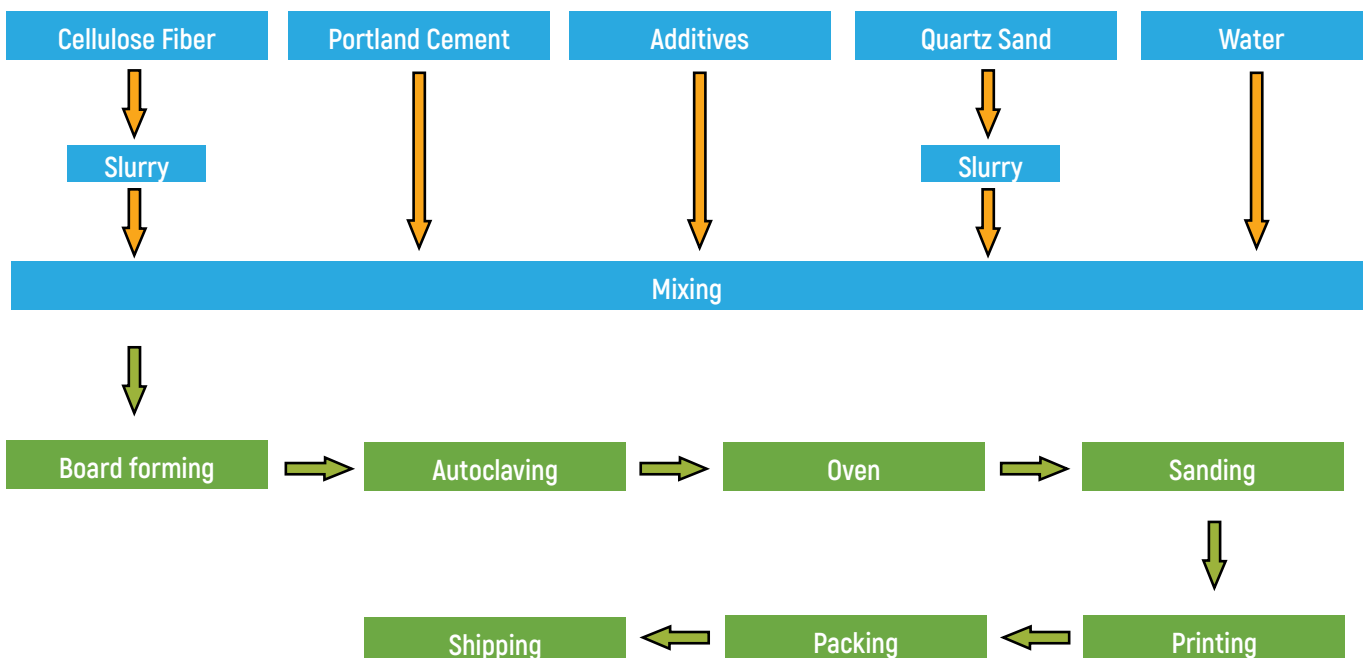 Cellulose Fiber
Portland Cement
Additives
Quartz Sand
Water
Slurry
Slurry
Mixing
Board forming
Autoclaving
Oven
Sanding
Shipping
Packing
Printing